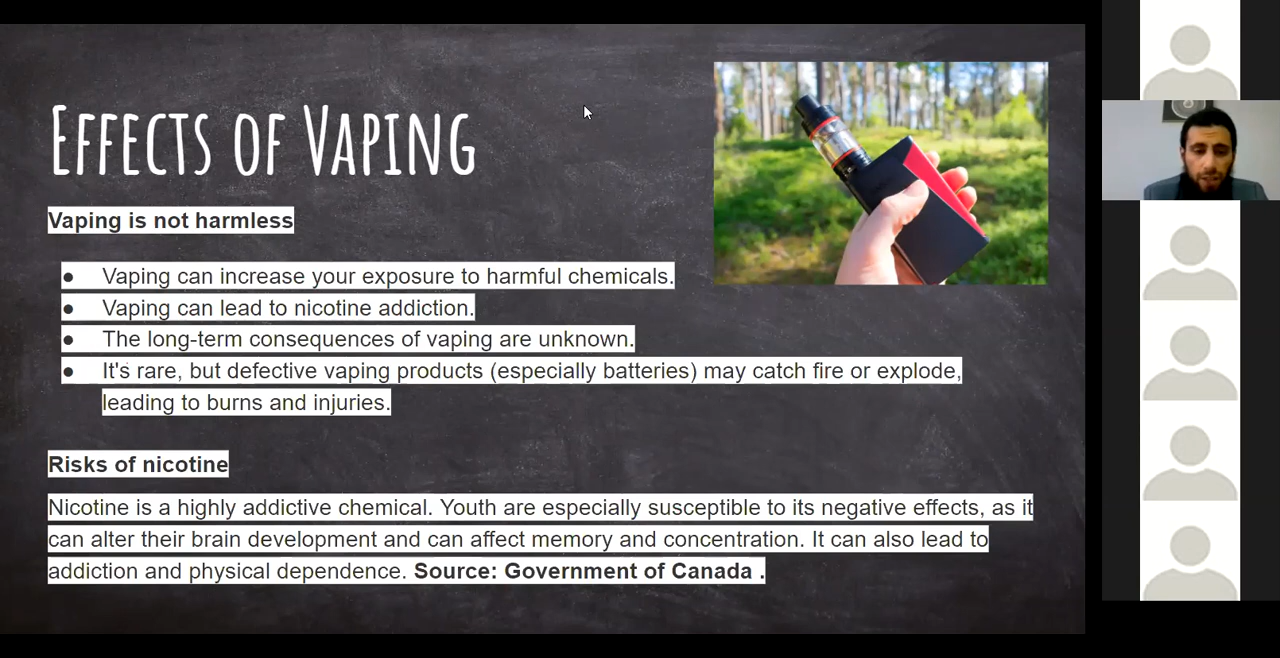 Effects of Vaping
Vaping is not harmless
● Vaping can increase your exposure to harmful chemicals.
● Vaping can lead to nicotine addiction.
● The long-term consequences of vaping are unknown.
● It's rare, but defective vaping products (especially batteries) may catch fire or explode,
leading to burns and injuries.
Risks of nicotine
Nicotine is a highly addictive chemical. Youth are especially susceptible to its negative effects, as it
can alter their brain development and can affect memory and concentration. It can also lead to
addiction and physical dependence. Source: Government of Canada .